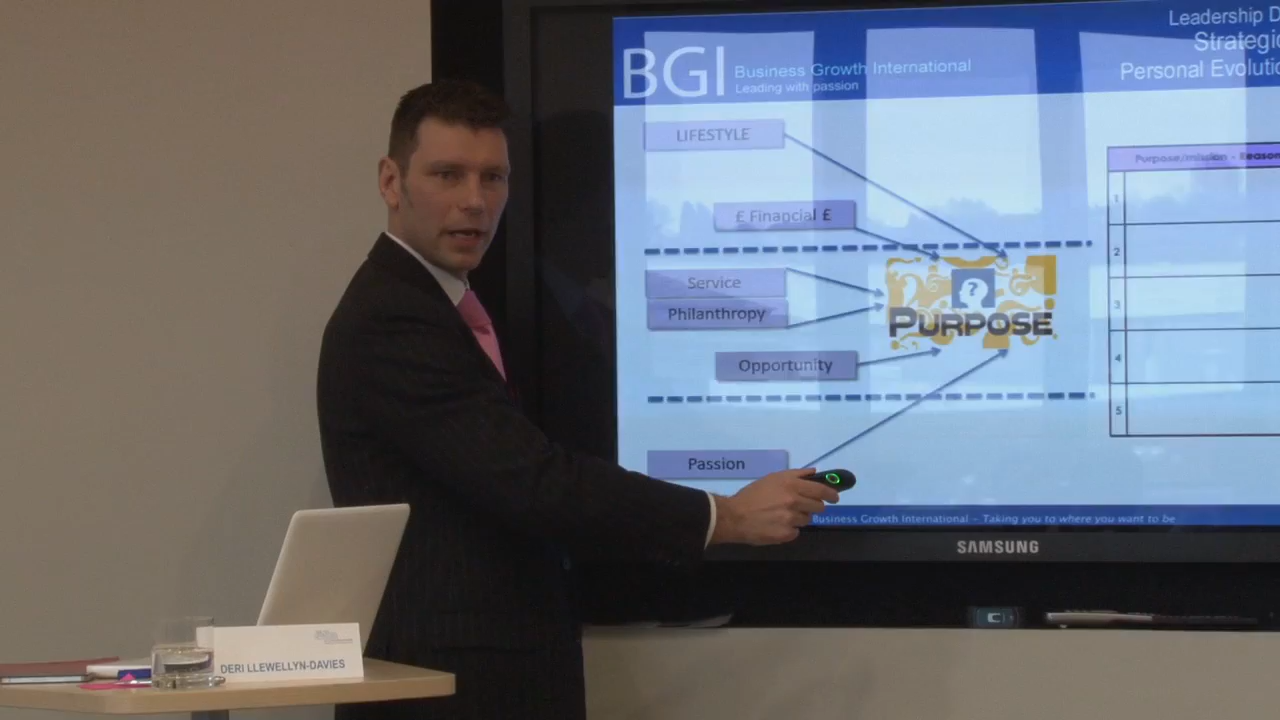 Leadership D
Strategic
Personal Evolutio
BGI
Business Growth International
Leading with passion
LIFESTYLE
£ Financial £
Service
Philanthropy
Opportunity
Passion
?
PURPOSE
Purpose/mission - Reason
1
2
3
4
5
Business Growth International - Taking you to where you want to be
SAMSUNG
DERI LLEWELLYN-DAVIES